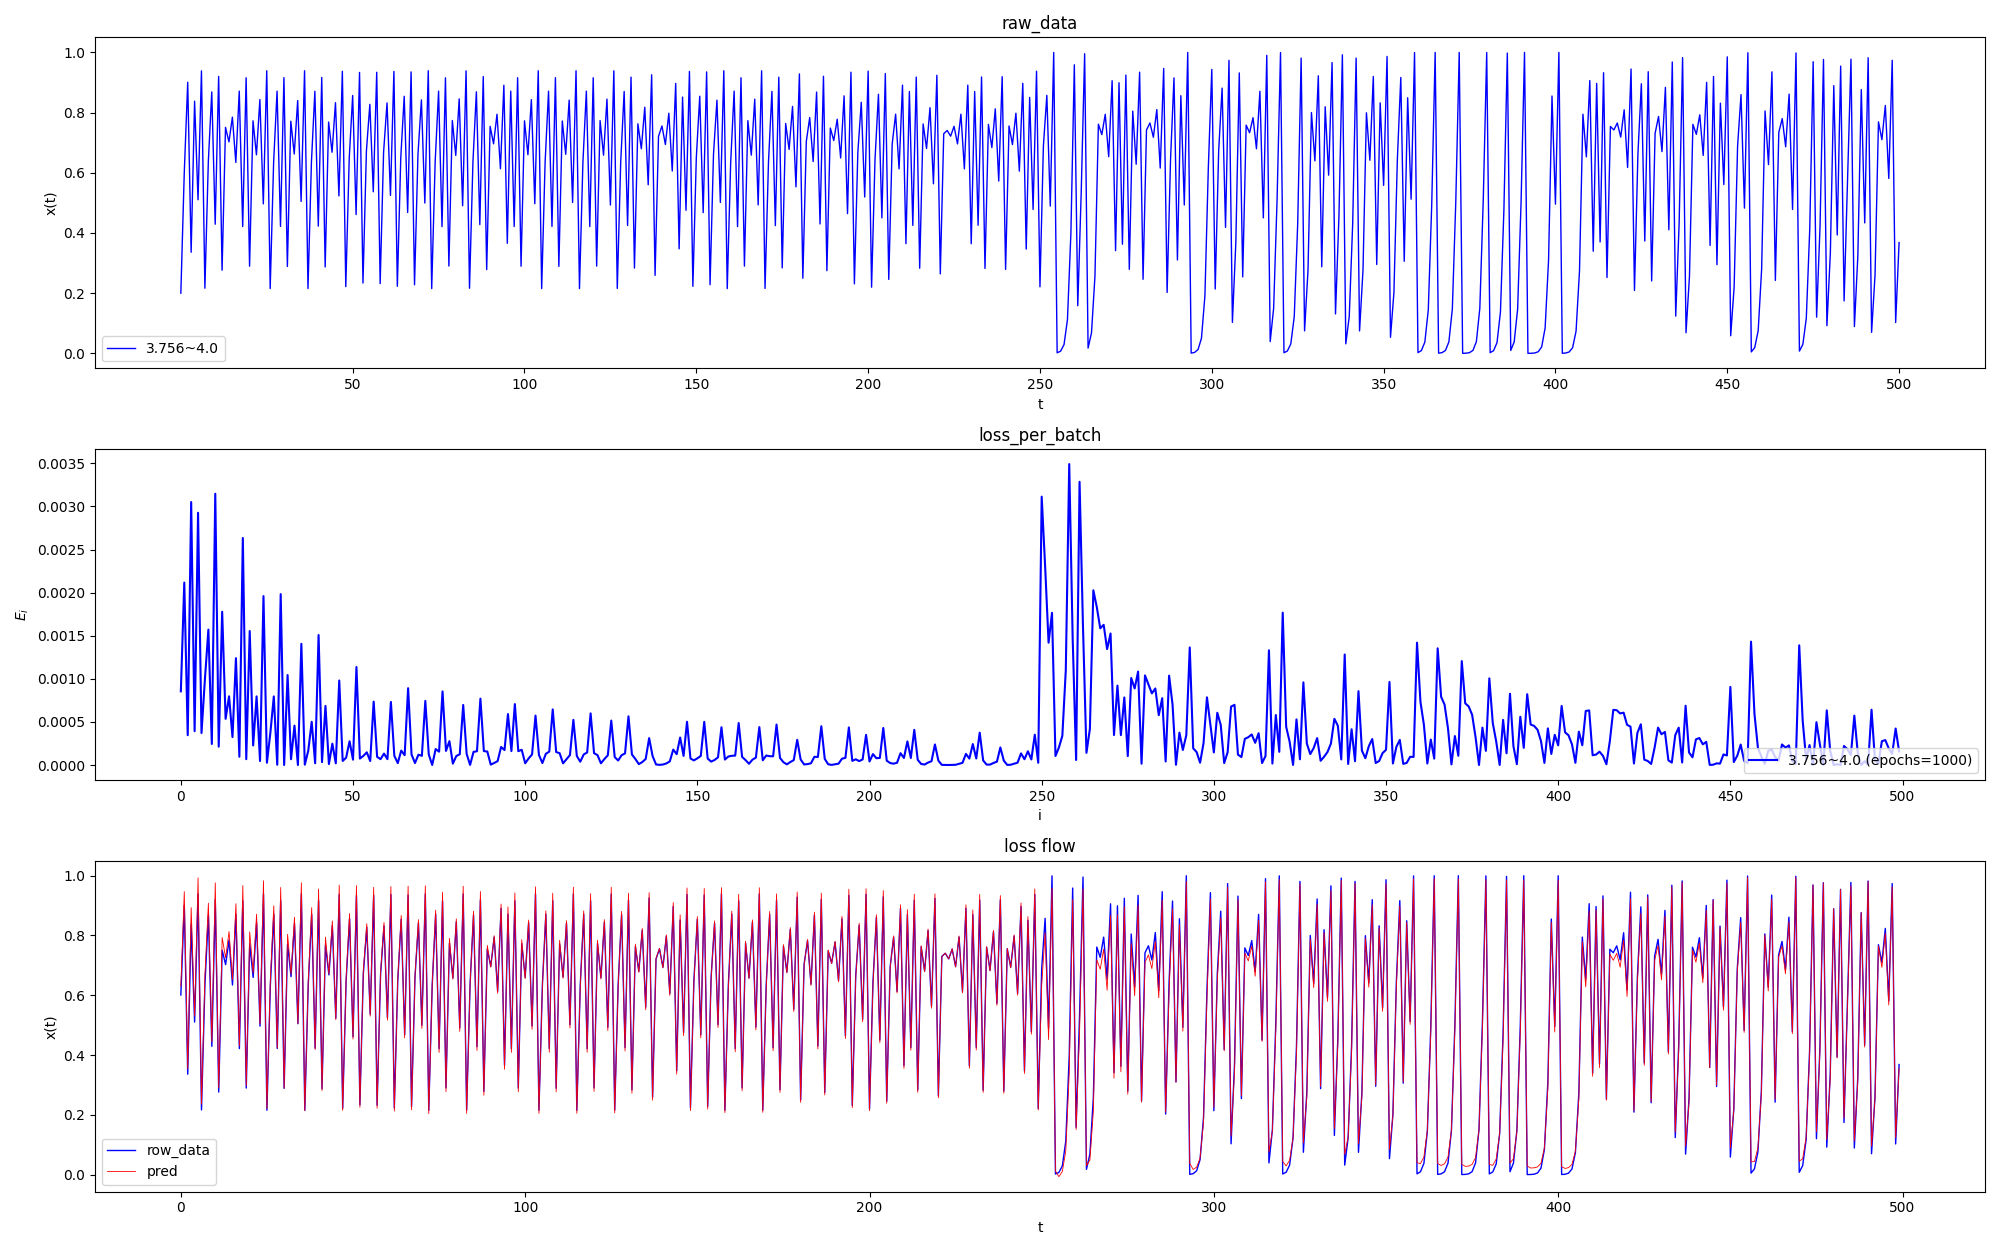 raw_data
1.0
0.8
0.6
0.4
0.2
0.0
x(t)
3.756~4.0
50 100 150 200 250 300 350 400 450 500
t
loss_per_batch
0.0035
0.0030
0.0025
0.0020
0.0015
0.0010
0.0005
0.0000
E_i
3.756~4.0 (epochs=1000)
0 50 100 150 200 250 300 350 400 450 500
i
loss flow
1.0
0.8
0.6
0.4
0.2
0.0
x(t)
row_data
pred
0 100 200 300 400 500
t